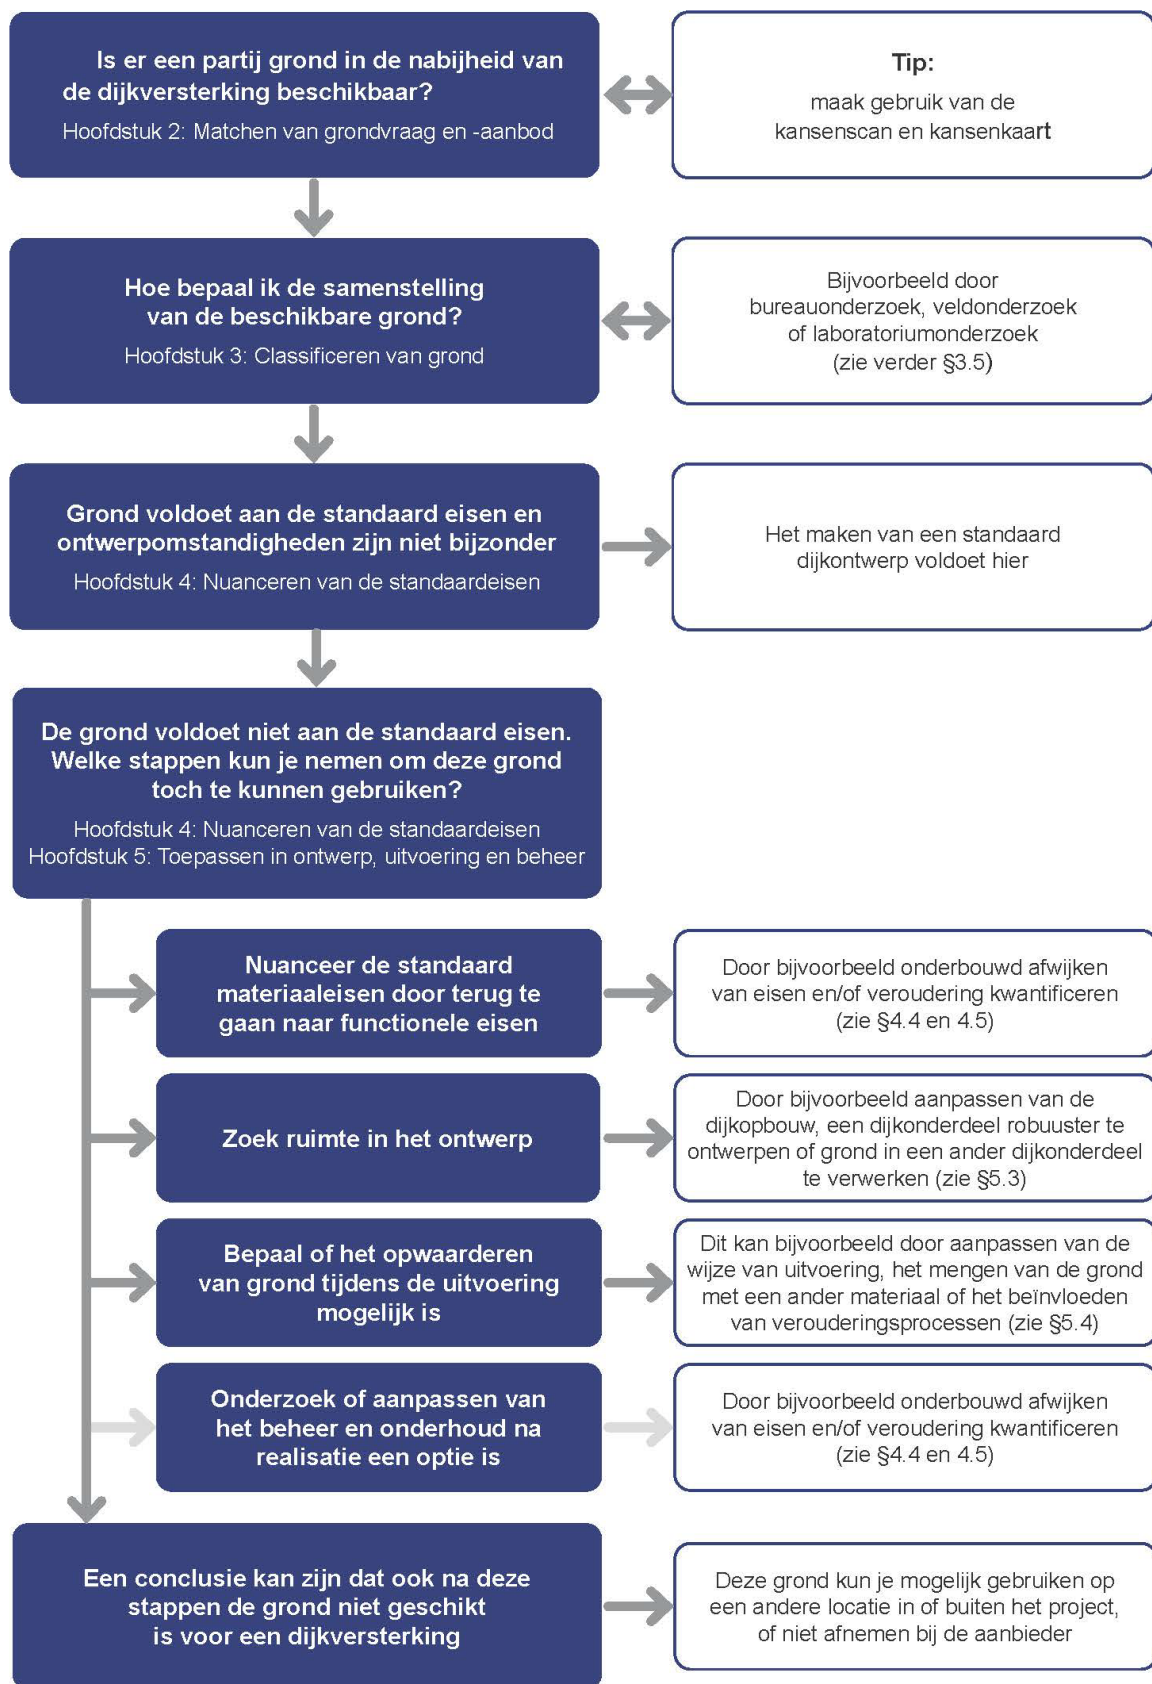 Is er een partij grond in de nabijheid van
de dijkversterking beschikbaar?
Hoofdstuk 2: Matchen van grondvraag en -aanbod
Tip:
maak gebruik van de
kansenscan en kansenkaart
Hoe bepaal ik de samenstelling
van de beschikbare grond?
Hoofdstuk 3: Classificeren van grond
Bijvoorbeeld door
bureauonderzoek, veldonderzoek
of laboratoriumonderzoek
(zie verder §3.5)
Grond voldoet aan de standaard eisen en
ontwerpomstandigheden zijn niet bijzonder
Hoofdstuk 4: Nuanceren van de standaardeisen
Het maken van een standaard
dijkontwerp voldoet hier
De grond voldoet niet aan de standaard eisen.
Welke stappen kun je nemen om deze grond
toch te kunnen gebruiken?
Hoofdstuk 4: Nuanceren van de standaardeisen
Hoofdstuk 5: Toepassen in ontwerp, uitvoering en beheer
Nuanceer de standaard
materiaaleisen door terug te
gaan naar functionele eisen
Door bijvoorbeeld onderbouwd afwijken
van eisen en/of veroudering kwantificeren
(zie §4.4 en 4.5)
Zoek ruimte in het ontwerp
Door bijvoorbeeld aanpassen van de
dijkopbouw, een dijkonderdeel robuuster te
ontwerpen of grond in een ander dijkonderdeel
te verwerken (zie §5.3)
Bepaal of het opwaarderen
van grond tijdens de uitvoering
mogelijk is
Dit kan bijvoorbeeld door aanpassen van de
wijze van uitvoering, het mengen van de grond
met een ander materiaal of het beïnvloeden
van verouderingsprocessen (zie §5.4)
Onderzoek of aanpassen van
het beheer en onderhoud na
realisatie een optie is
Door bijvoorbeeld onderbouwd afwijken
van eisen en/of veroudering kwantificeren
(zie §4.4 en 4.5)
Een conclusie kan zijn dat ook na deze
stappen de grond niet geschikt
is voor een dijkversterking
Deze grond kun je mogelijk gebruiken op
een andere locatie in of buiten het project,
of niet afnemen bij de aanbieder